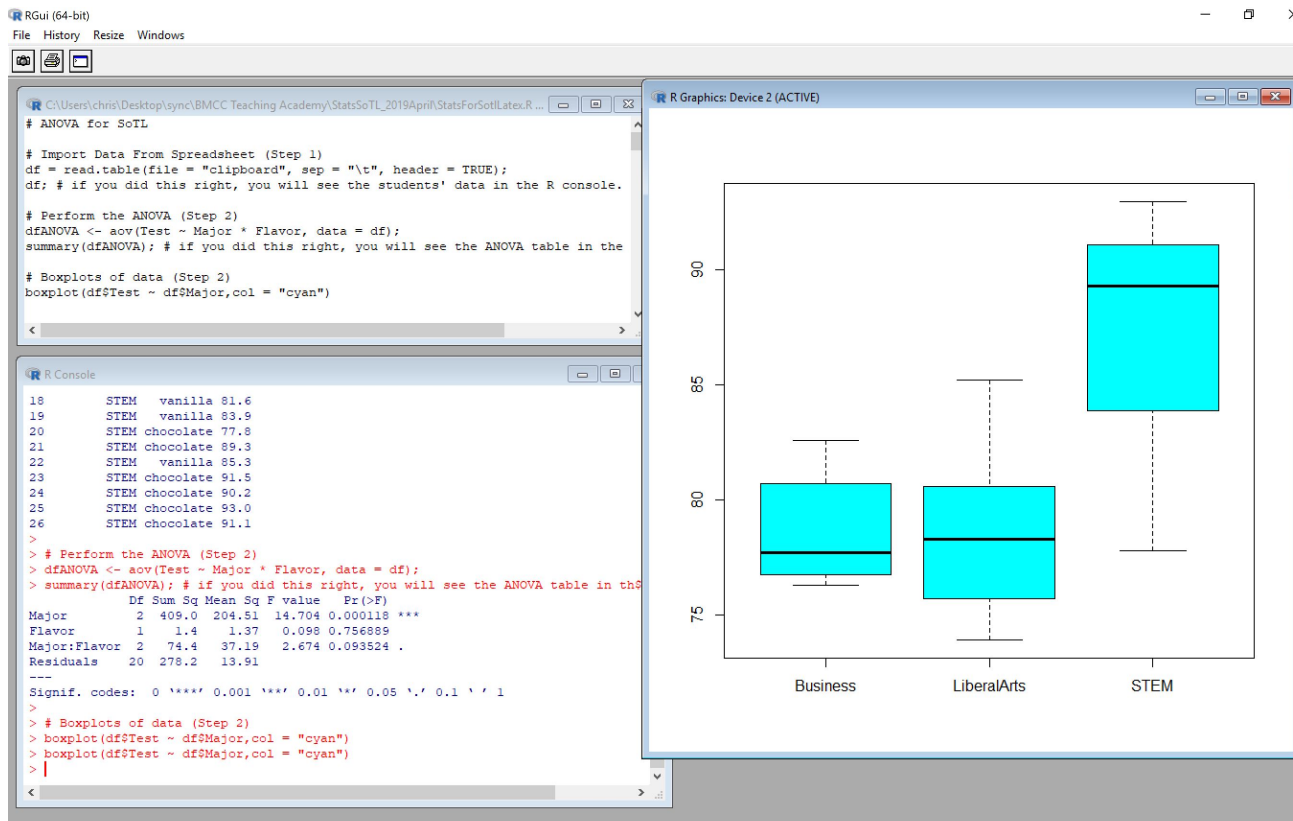 RGui (64-bit)
File History Resize Windows
C:\Users\chris\Desktop\sync\BMCC Teaching Academy\StatsSoTL_2019April\StatsForSotlLatex.R ...
# ANOVA for SoTL
# Import Data From Spreadsheet (Step 1)
df = read.table(file = "clipboard", sep = "\t", header = TRUE);
df; # if you did this right, you will see the students' data in the R console.
# Perform the ANOVA (Step 2)
dfANOVA <- aov(Test ~ Major * Flavor, data = df);
summary(dfANOVA); # if you did this right, you will see the ANOVA table in the
# Boxplots of data (Step 2)
boxplot(df$Test ~ df$Major,col = "cyan")
R Console
18 STEM vanilla 81.6
19 STEM vanilla 83.9
20 STEM chocolate 77.8
21 STEM chocolate 89.3
22 STEM vanilla 85.3
23 STEM chocolate 91.5
24 STEM chocolate 90.2
25 STEM chocolate 93.0
26 STEM chocolate 91.1
>
> # Perform the ANOVA (Step 2)
> dfANOVA <- aov(Test ~ Major * Flavor, data = df);
> summary(dfANOVA); # if you did this right, you will see the ANOVA table in th$
Df Sum Sq Mean Sq F value Pr(>F)
Major 2 409.0 204.51 14.704 0.000118 ***
Flavor 1 1.4 1.37 0.098 0.756889
Major:Flavor 2 74.4 37.19 2.674 0.093524 .
Residuals 20 278.2 13.91
---
Signif. codes: 0 '***' 0.001 '**' 0.01 '*' 0.05 '.' 0.1 ' ' 1
>
> # Boxplots of data (Step 2)
> boxplot(df$Test ~ df$Major,col = "cyan")
> boxplot(df$Test ~ df$Major,col = "cyan")
>
R Graphics: Device 2 (ACTIVE)
90
85
80
75
Business LiberalArts STEM